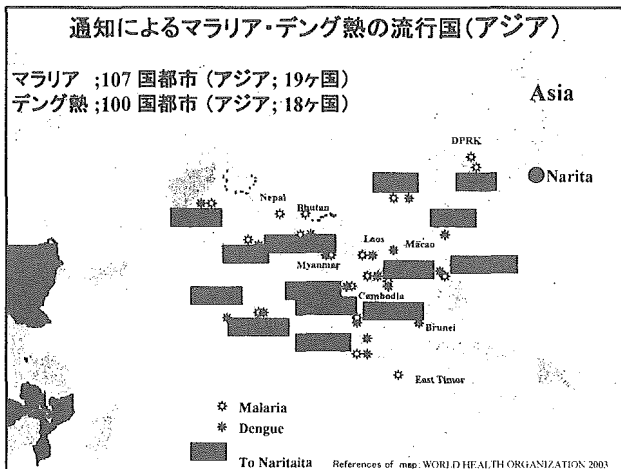 通知によるマラリア・デング熱の流行国(アジア)
マラリア ;107 国都市 (アジア; 19ヶ国)
デング熱 ;100 国都市 (アジア; 18ヶ国)
Asia
DPRK
Narita
Nepal
Bhutan
Laos
Macao
Myanmar
Cambodia
Brunei
East Timor
Malaria
Dengue
To Naritaita
References of map: WORLD HEALTH ORGANIZATION 2003